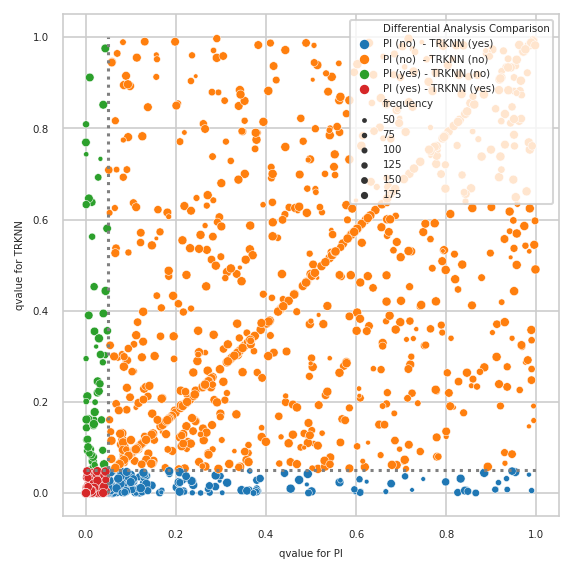 Differential Analysis Comparison
PI (no)  - TRKNN (yes)
PI (no)  - TRKNN (no)
PI (yes) - TRKNN (no)
PI (yes) - TRKNN (yes)
frequency
50
75
100
125
150
175
qvalue for TRKNN
1.0
0.8
0.6
0.4
0.2
0.0
0.0 0.2 0.4 0.6 0.8 1.0
qvalue for PI